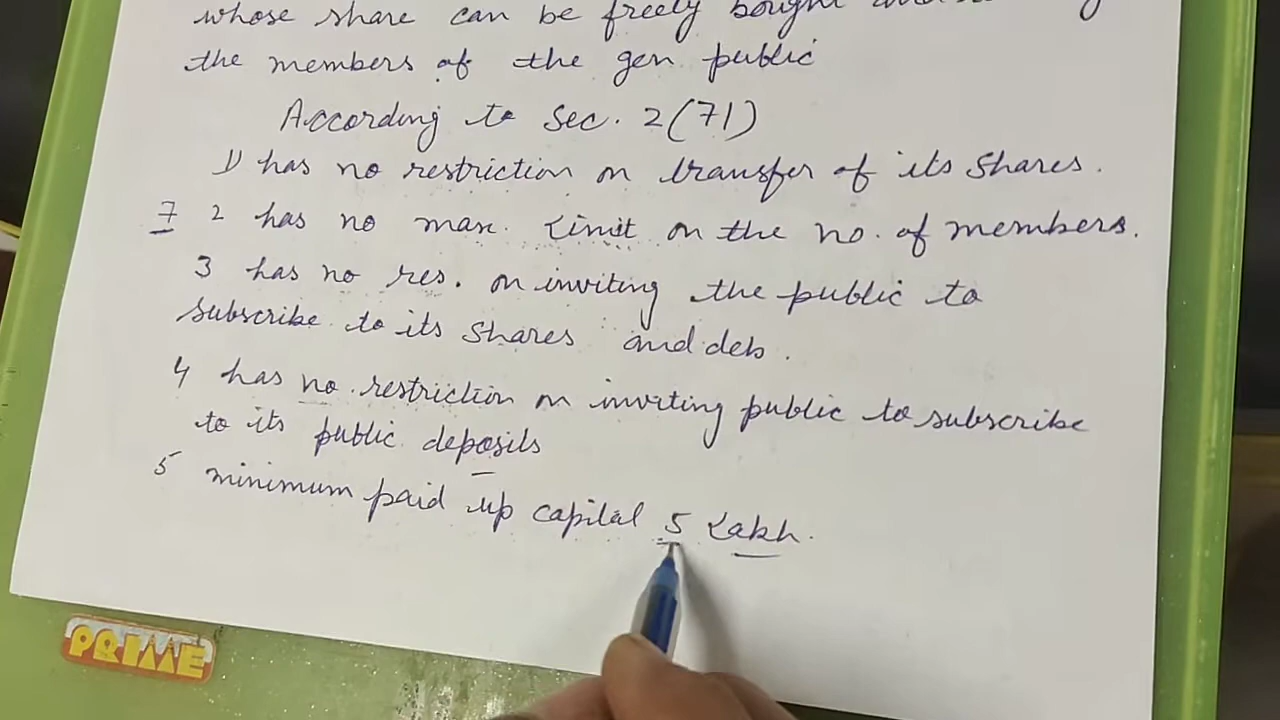 whose share can be freely bought
the members of the gen public
According to Sec. 2(71)
1) has no restriction on transfer of its Shares.
7 2 has no max. Limit on the no. of members.
3 has no res. on inviting the public to
subscribe to its Shares and deb.
4 has no restriction on inviting public to subscribe
to its public deposits
5 minimum paid up capital 5 Lakh.
PRIME